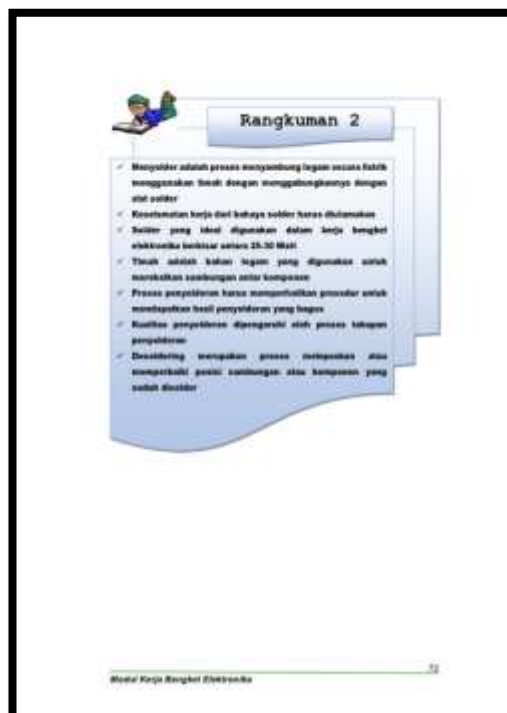 Rangkuman 2
✓ Menyolder adalah proses menyambung logam secara listrik
menggunakan timah dengan menggabungkannya dengan
alat solder
✓ Keselamatan kerja dari bahaya solder harus diutamakan
✓ Solder yang ideal digunakan dalam kerja bengkel
elektronika berkisar antara 25-30 Watt
✓ Timah adalah bahan logam yang digunakan untuk
merekatkan sambungan antar komponen
✓ Proses penyolderan harus memperhatikan prosedur untuk
mendapatkan hasil penyolderan yang bagus
✓ Kualitas penyolderan dipengaruhi oleh proses tahapan
penyolderan
✓ Desoldering merupakan proses melepaskan atau
memperbaiki posisi sambungan atau komponen yang
sudah disolder
Modul Kerja Bengkel Elektronika